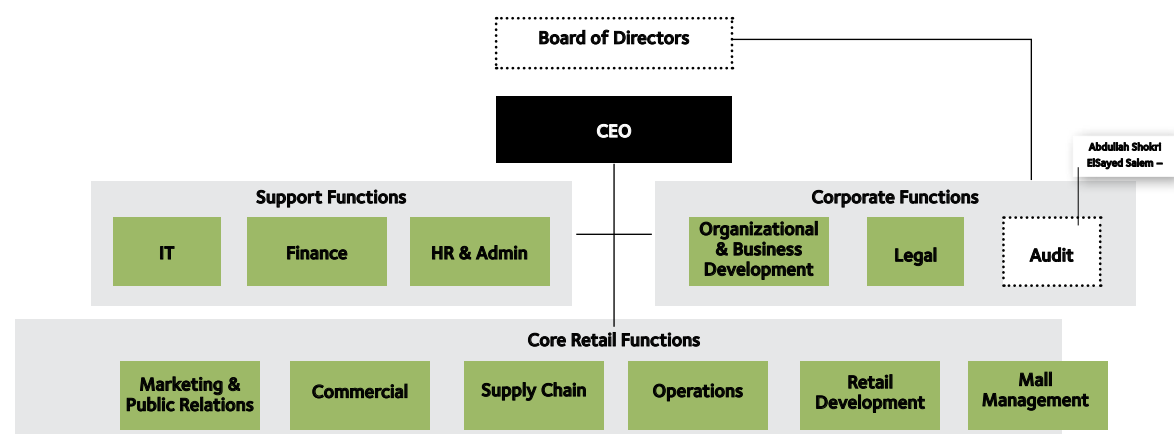 Board of Directors
CEO
Abdullah Shokri
ElSayed Salem –
Support Functions
IT
Finance
HR & Admin
Corporate Functions
Organizational
& Business
Development
Legal
Audit
Core Retail Functions
Marketing &
Public Relations
Commercial
Supply Chain
Operations
Retail
Development
Mall
Management